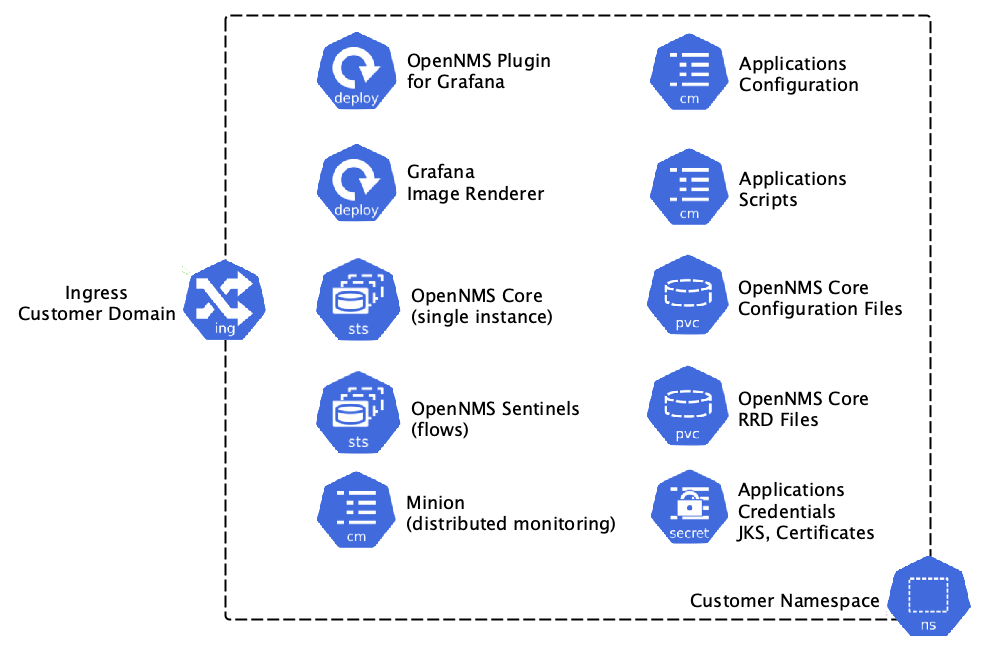 deploy
OpenNMS Plugin
for Grafana
cm
Applications
Configuration
deploy
Grafana
Image Renderer
cm
Applications
Scripts
Ingress
Customer Domain
ing
sts
OpenNMS Core
(single instance)
pvc
OpenNMS Core
Configuration Files
sts
OpenNMS Sentinels
(flows)
pvc
OpenNMS Core
RRD Files
cm
Minion
(distributed monitoring)
secret
Applications
Credentials
JKS, Certificates
Customer Namespace
ns